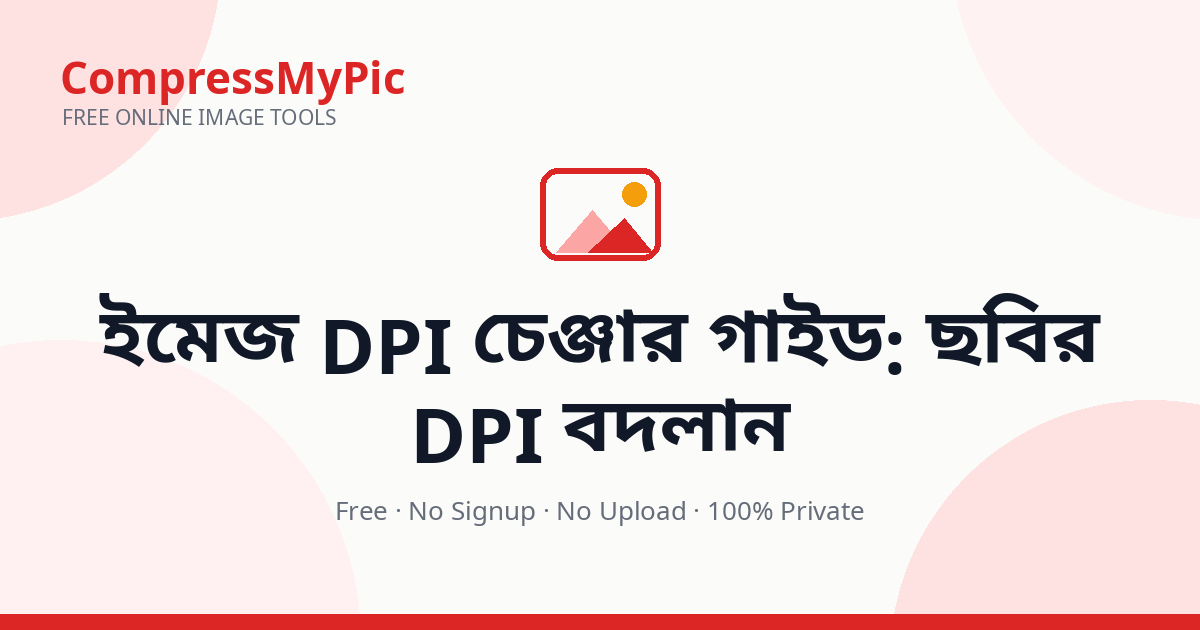 CompressMyPic
FREE ONLINE IMAGE TOOLS
ইমেজ DPI চেঞ্জার গাইড: ছবির
DPI বদলান
Free · No Signup · No Upload · 100% Private